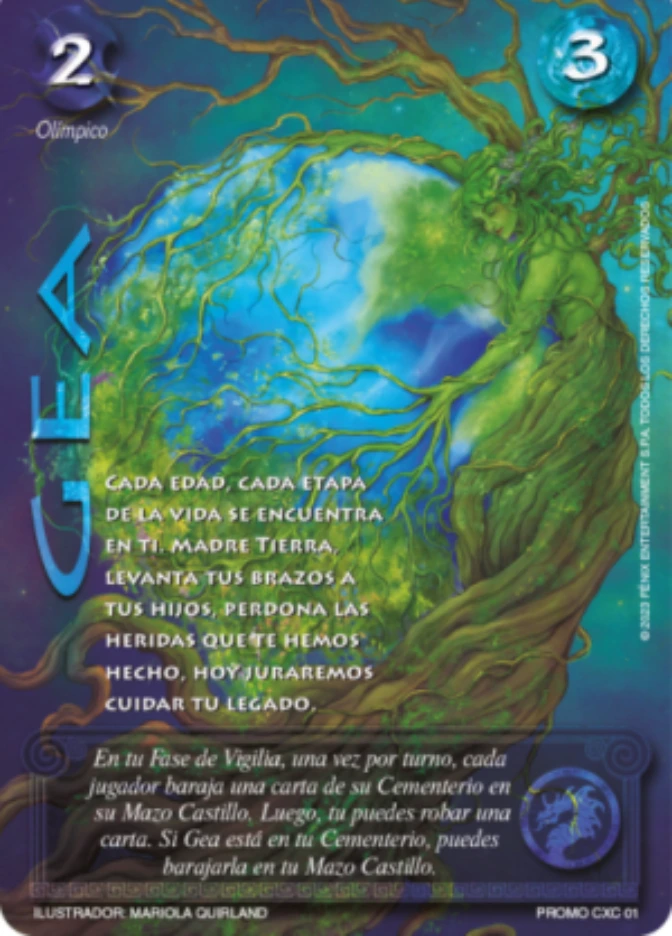 2
3
Olímpico
GEA
CADA EDAD, CADA ETAPA
DE LA VIDA SE ENCUENTRA
EN TI. MADRE TIERRA,
LEVANTA TUS BRAZOS A
TUS HIJOS, PERDONA LAS
HERIDAS QUE TE HEMOS
HECHO, HOY JURAREMOS
CUIDAR TU LEGADO.
© 2023 FÉNIX ENTERTAINMENT S.P.A. TODOS LOS DERECHOS RESERVADOS
En tu Fase de Vigilia, una vez por turno, cada
jugador baraja una carta de su Cementerio en
su Mazo Castillo. Luego, tu puedes robar una
carta. Si Gea está en tu Cementerio, puedes
barajarla en tu Mazo Castillo.
ILUSTRADOR: MARIOLA QUIRLAND
PROMO CXC 01